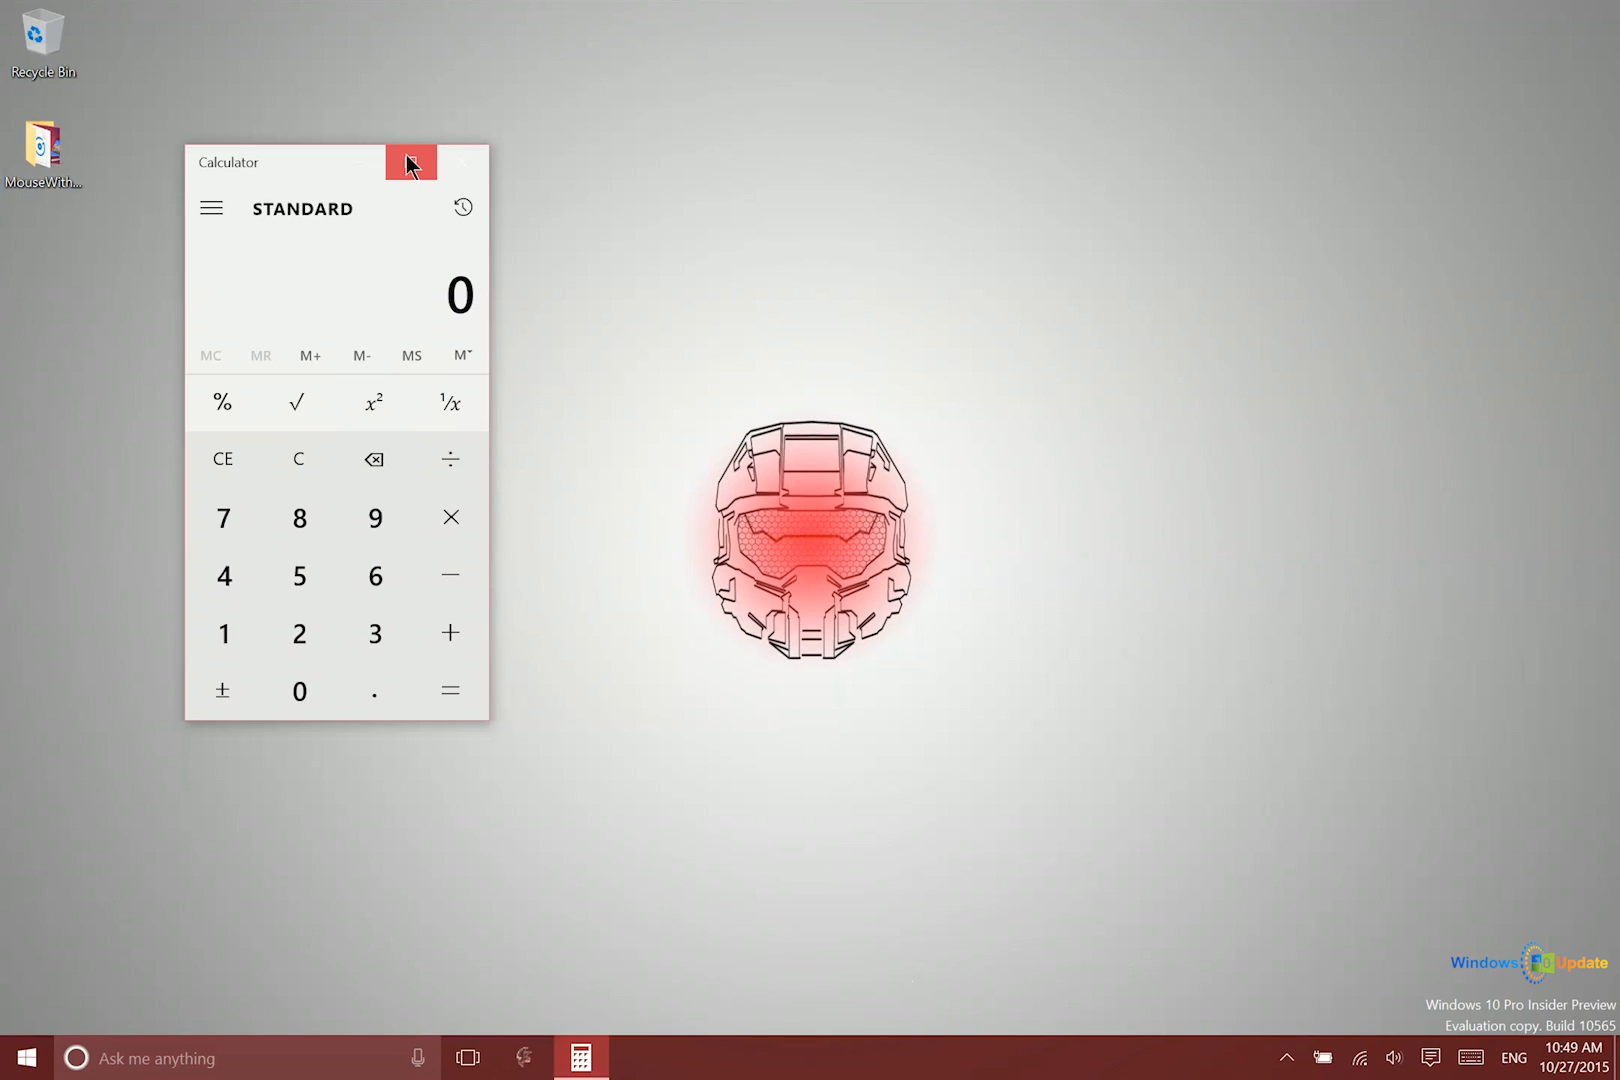 Recycle Bin
MouseWith...
Calculator
STANDARD
0
MC MR M+ M- MS M˅
% √ x² ¹/x
CE C ÷
7 8 9 ×
4 5 6 −
1 2 3 +
± 0 . =
Windows 10 Update
Windows 10 Pro Insider Preview
Evaluation copy. Build 10565
Ask me anything
ENG
10:49 AM
10/27/2015